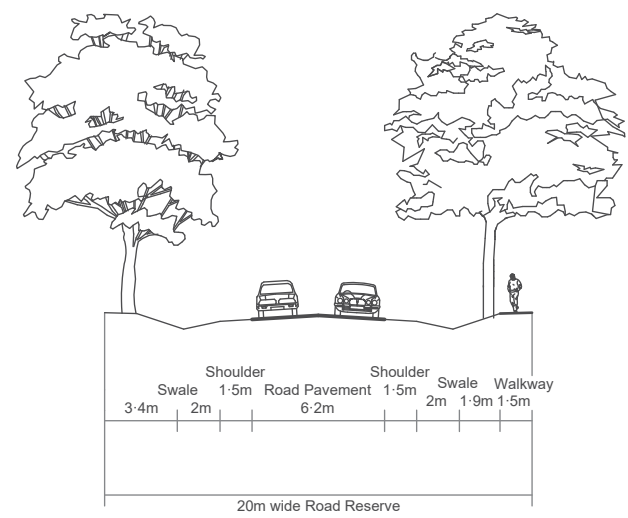 Shoulder Shoulder
Swale 1·5m Road Pavement 1·5m Swale Walkway
3·4m 2m 6·2m 2m 1·9m 1·5m
20m wide Road Reserve